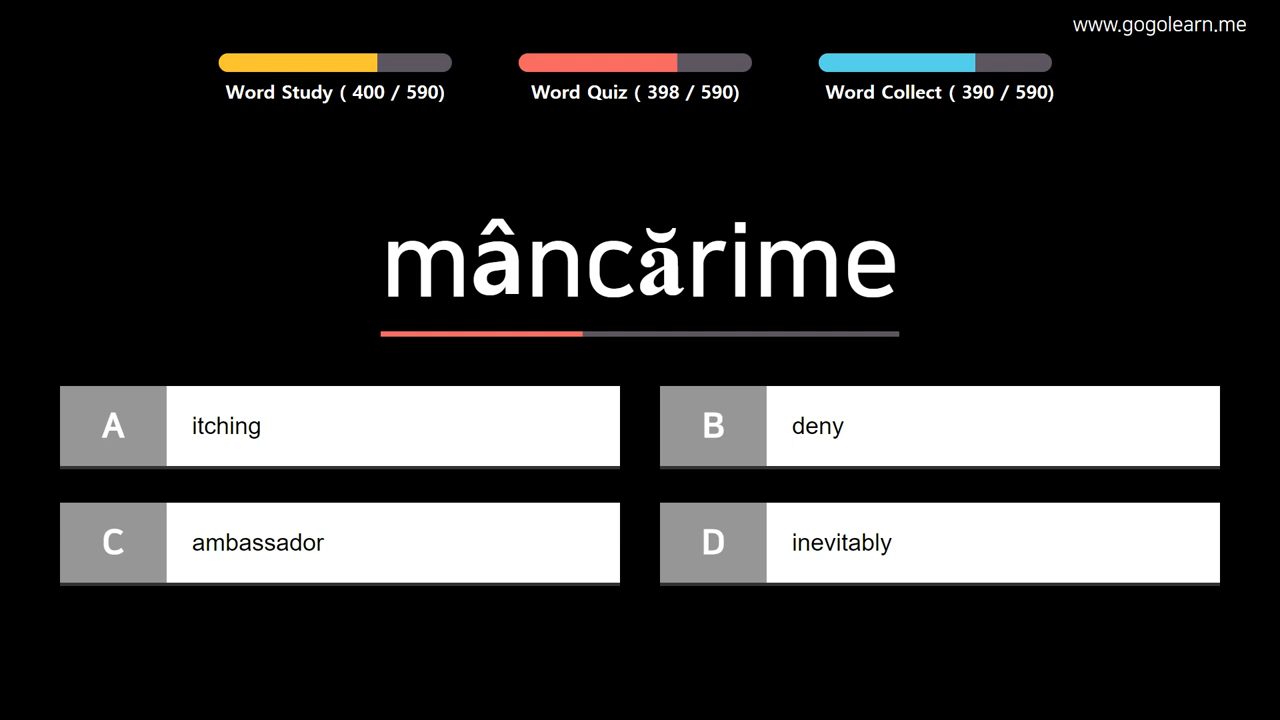 www.gogolearn.me
Word Study ( 400 / 590)
Word Quiz ( 398 / 590)
Word Collect ( 390 / 590)
mâncărime
A itching
B deny
C ambassador
D inevitably